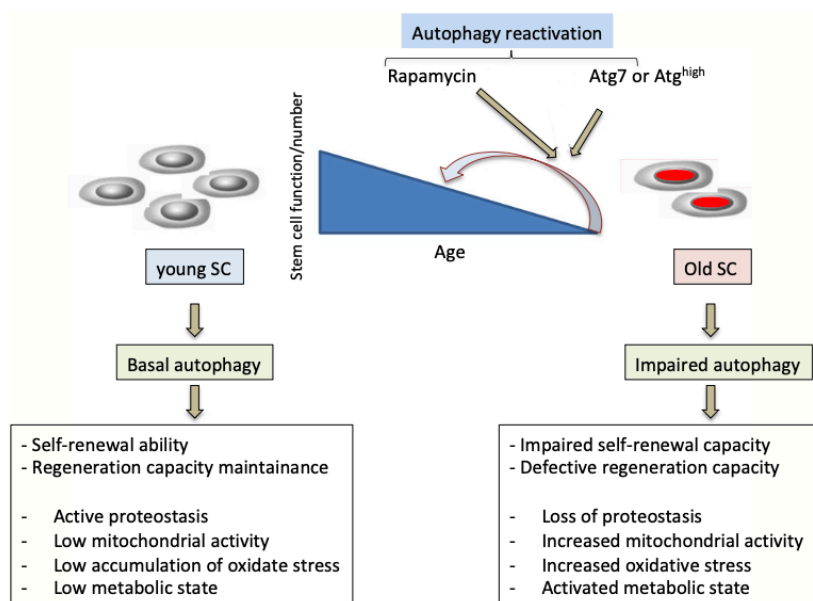 Autophagy reactivation
Rapamycin
Atg7 or Atg^high
Stem cell function/number
Age
young SC
Old SC
Basal autophagy
Impaired autophagy
- Self-renewal ability
- Regeneration capacity maintainance
- Active proteostasis
- Low mitochondrial activity
- Low accumulation of oxidate stress
- Low metabolic state
- Impaired self-renewal capacity
- Defective regeneration capacity
- Loss of proteostasis
- Increased mitochondrial activity
- Increased oxidative stress
- Activated metabolic state